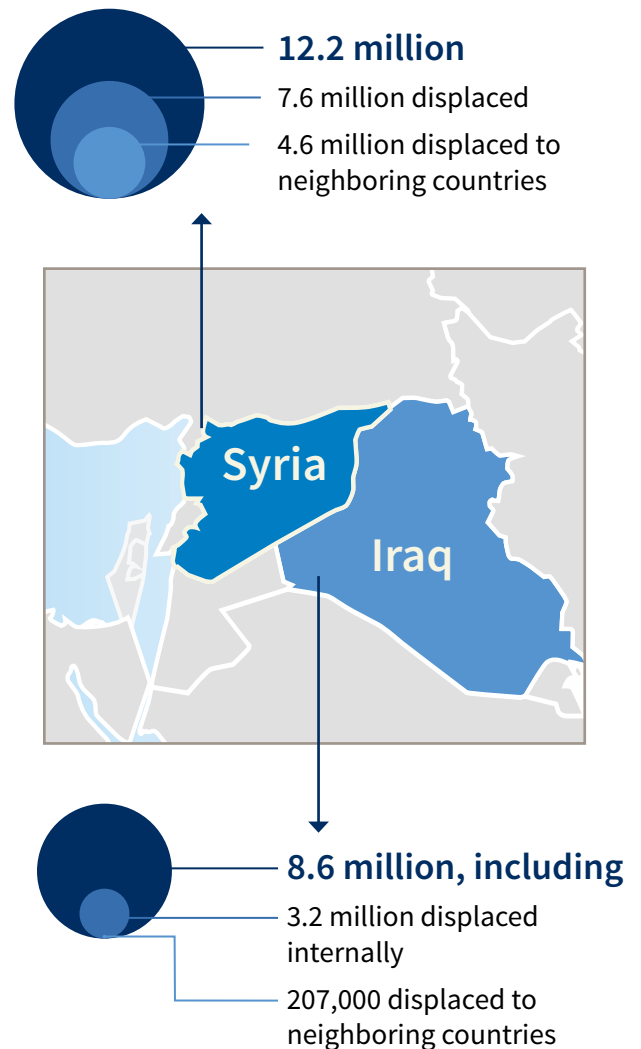 12.2 million
7.6 million displaced
4.6 million displaced to
neighboring countries
Syria
Iraq
8.6 million, including
3.2 million displaced
internally
207,000 displaced to
neighboring countries